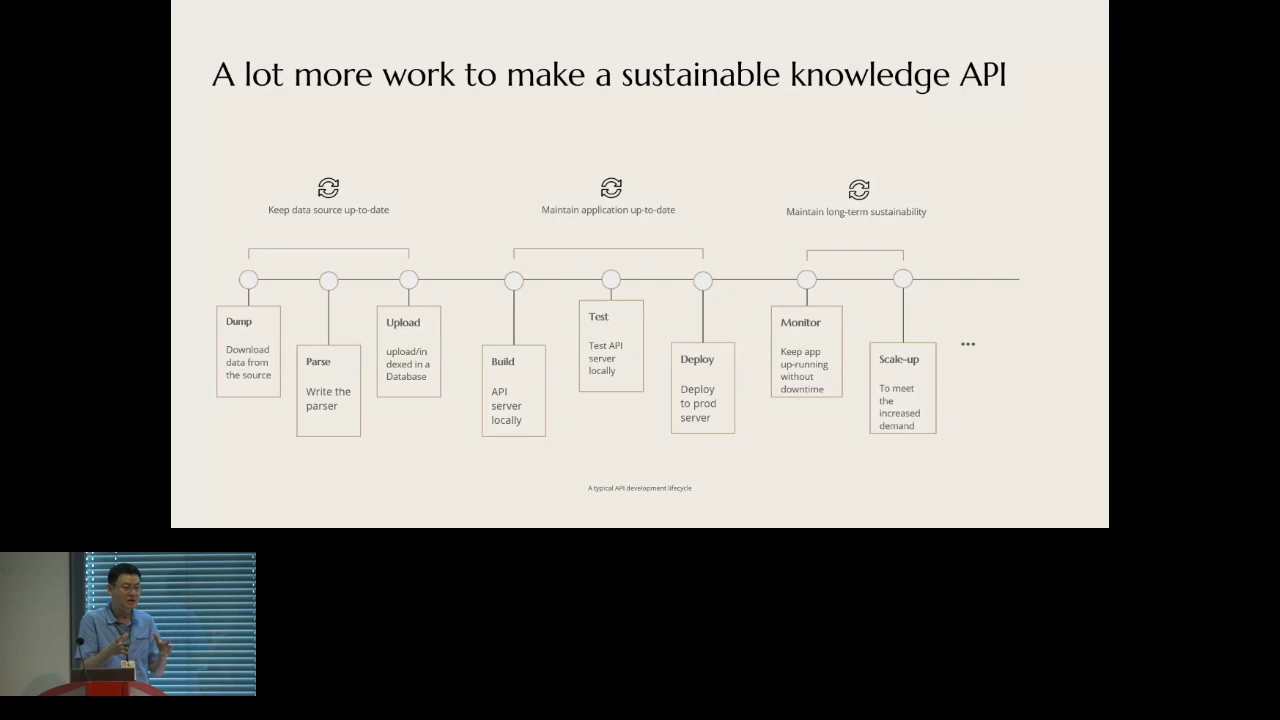 A lot more work to make a sustainable knowledge API
Keep data source up-to-date
Maintain application up-to-date
Maintain long-term sustainability
Dump
Download
data from
the source
Parse
Write the
parser
Upload
upload/in
dexed in a
Database
Build
API
server
locally
Test
Test API
server
locally
Deploy
Deploy
to prod
server
Monitor
Keep app
up-running
without
downtime
Scale-up
To meet
the
increased
demand
...
A typical API development lifecycle